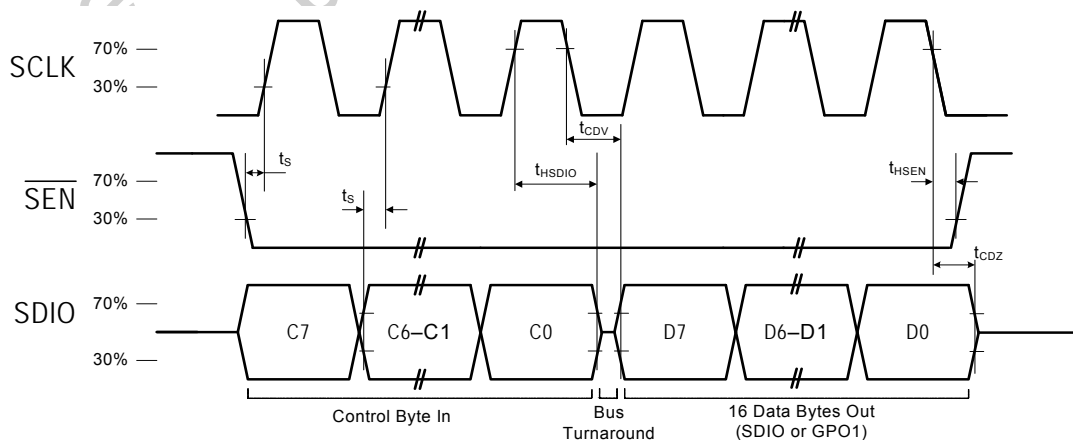 SCLK
70%
30%
tCDV
tS
tHSDIO
tHSEN
SEN
70%
30%
tS
tCDZ
SDIO
70%
30%
C7
C6–C1
C0
D7
D6–D1
D0
Control Byte In
Bus
Turnaround
16 Data Bytes Out
(SDIO or GPO1)